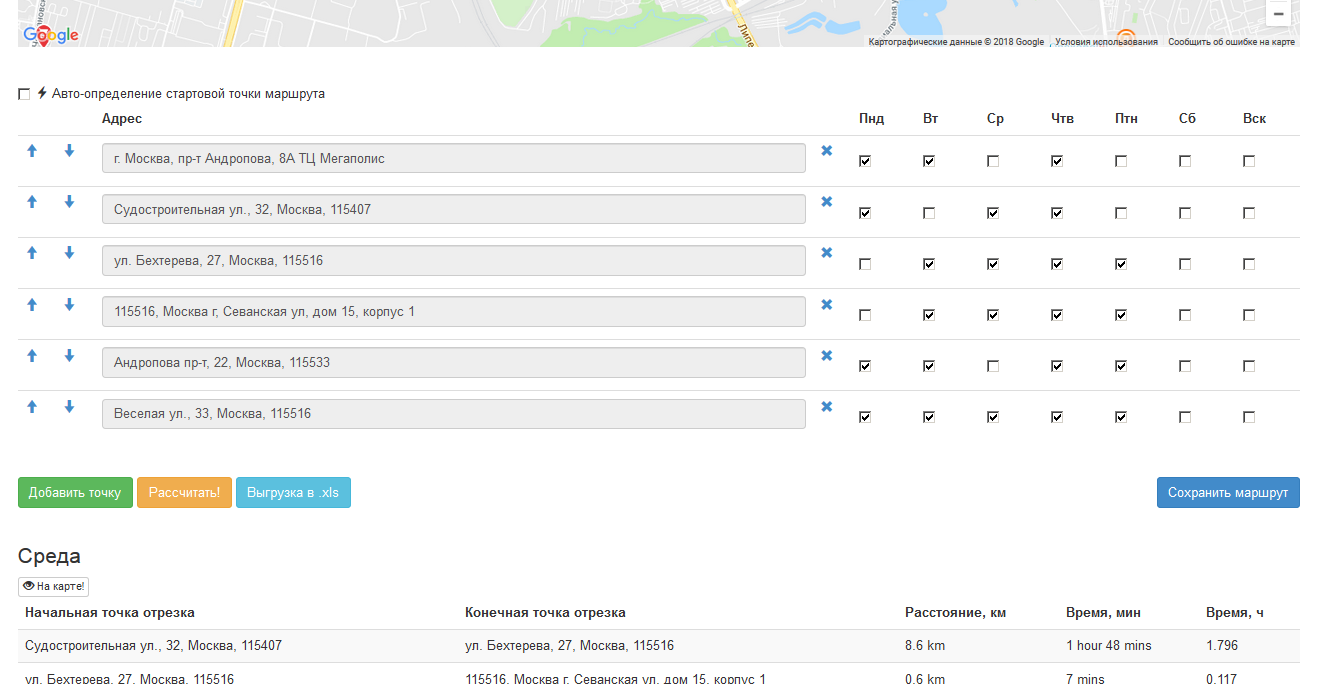 Google
Липе
Картографические данные © 2018 Google
Условия использования
Сообщить об ошибке на карте
Авто-определение стартовой точки маршрута
Адрес Пнд Вт Ср Чтв Птн Сб Вск
г. Москва, пр-т Андропова, 8А ТЦ Мегаполис
Судостроительная ул., 32, Москва, 115407
ул. Бехтерева, 27, Москва, 115516
115516, Москва г, Севанская ул, дом 15, корпус 1
Андропова пр-т, 22, Москва, 115533
Веселая ул., 33, Москва, 115516
Добавить точку Рассчитать! Выгрузка в .xls Сохранить маршрут
Среда
На карте!
Начальная точка отрезка Конечная точка отрезка Расстояние, км Время, мин Время, ч
Судостроительная ул., 32, Москва, 115407 ул. Бехтерева, 27, Москва, 115516 8.6 km 1 hour 48 mins 1.796
ул. Бехтерева, 27, Москва, 115516 115516, Москва г, Севанская ул, дом 15, корпус 1 0.6 km 7 mins 0.117